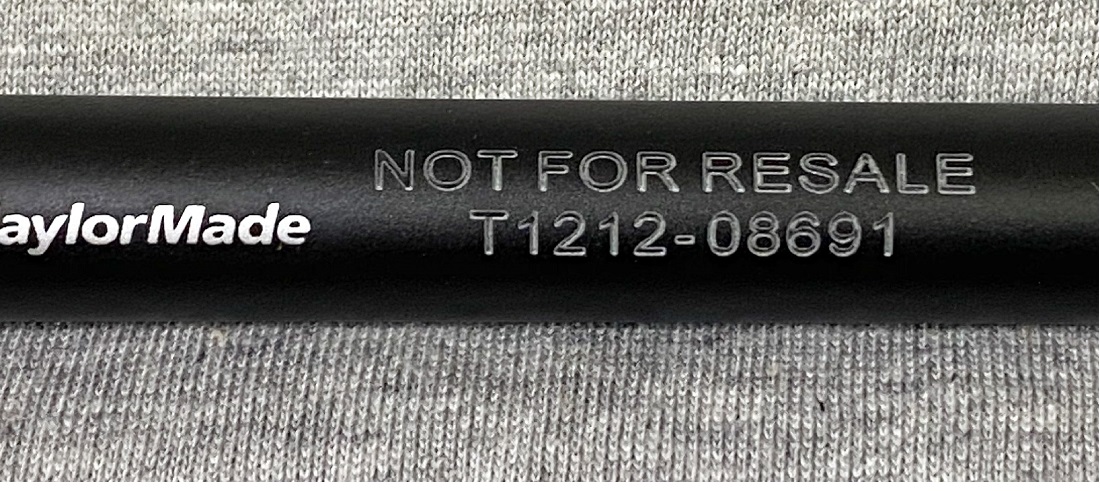 aylorMade
NOT FOR RESALE
T1212-08691